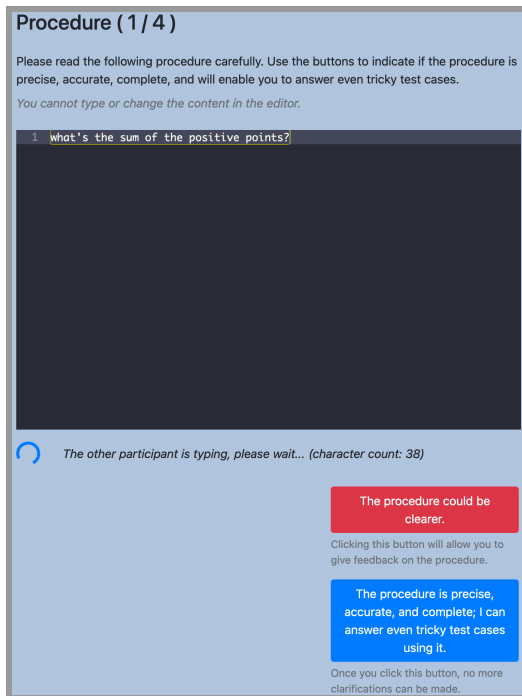 Procedure ( 1 / 4 )
Please read the following procedure carefully. Use the buttons to indicate if the procedure is
precise, accurate, complete, and will enable you to answer even tricky test cases.
You cannot type or change the content in the editor.
1 what's the sum of the positive points?
The other participant is typing, please wait... (character count: 38)
The procedure could be
clearer.
Clicking this button will allow you to
give feedback on the procedure.
The procedure is precise,
accurate, and complete; I can
answer even tricky test cases
using it.
Once you click this button, no more
clarifications can be made.